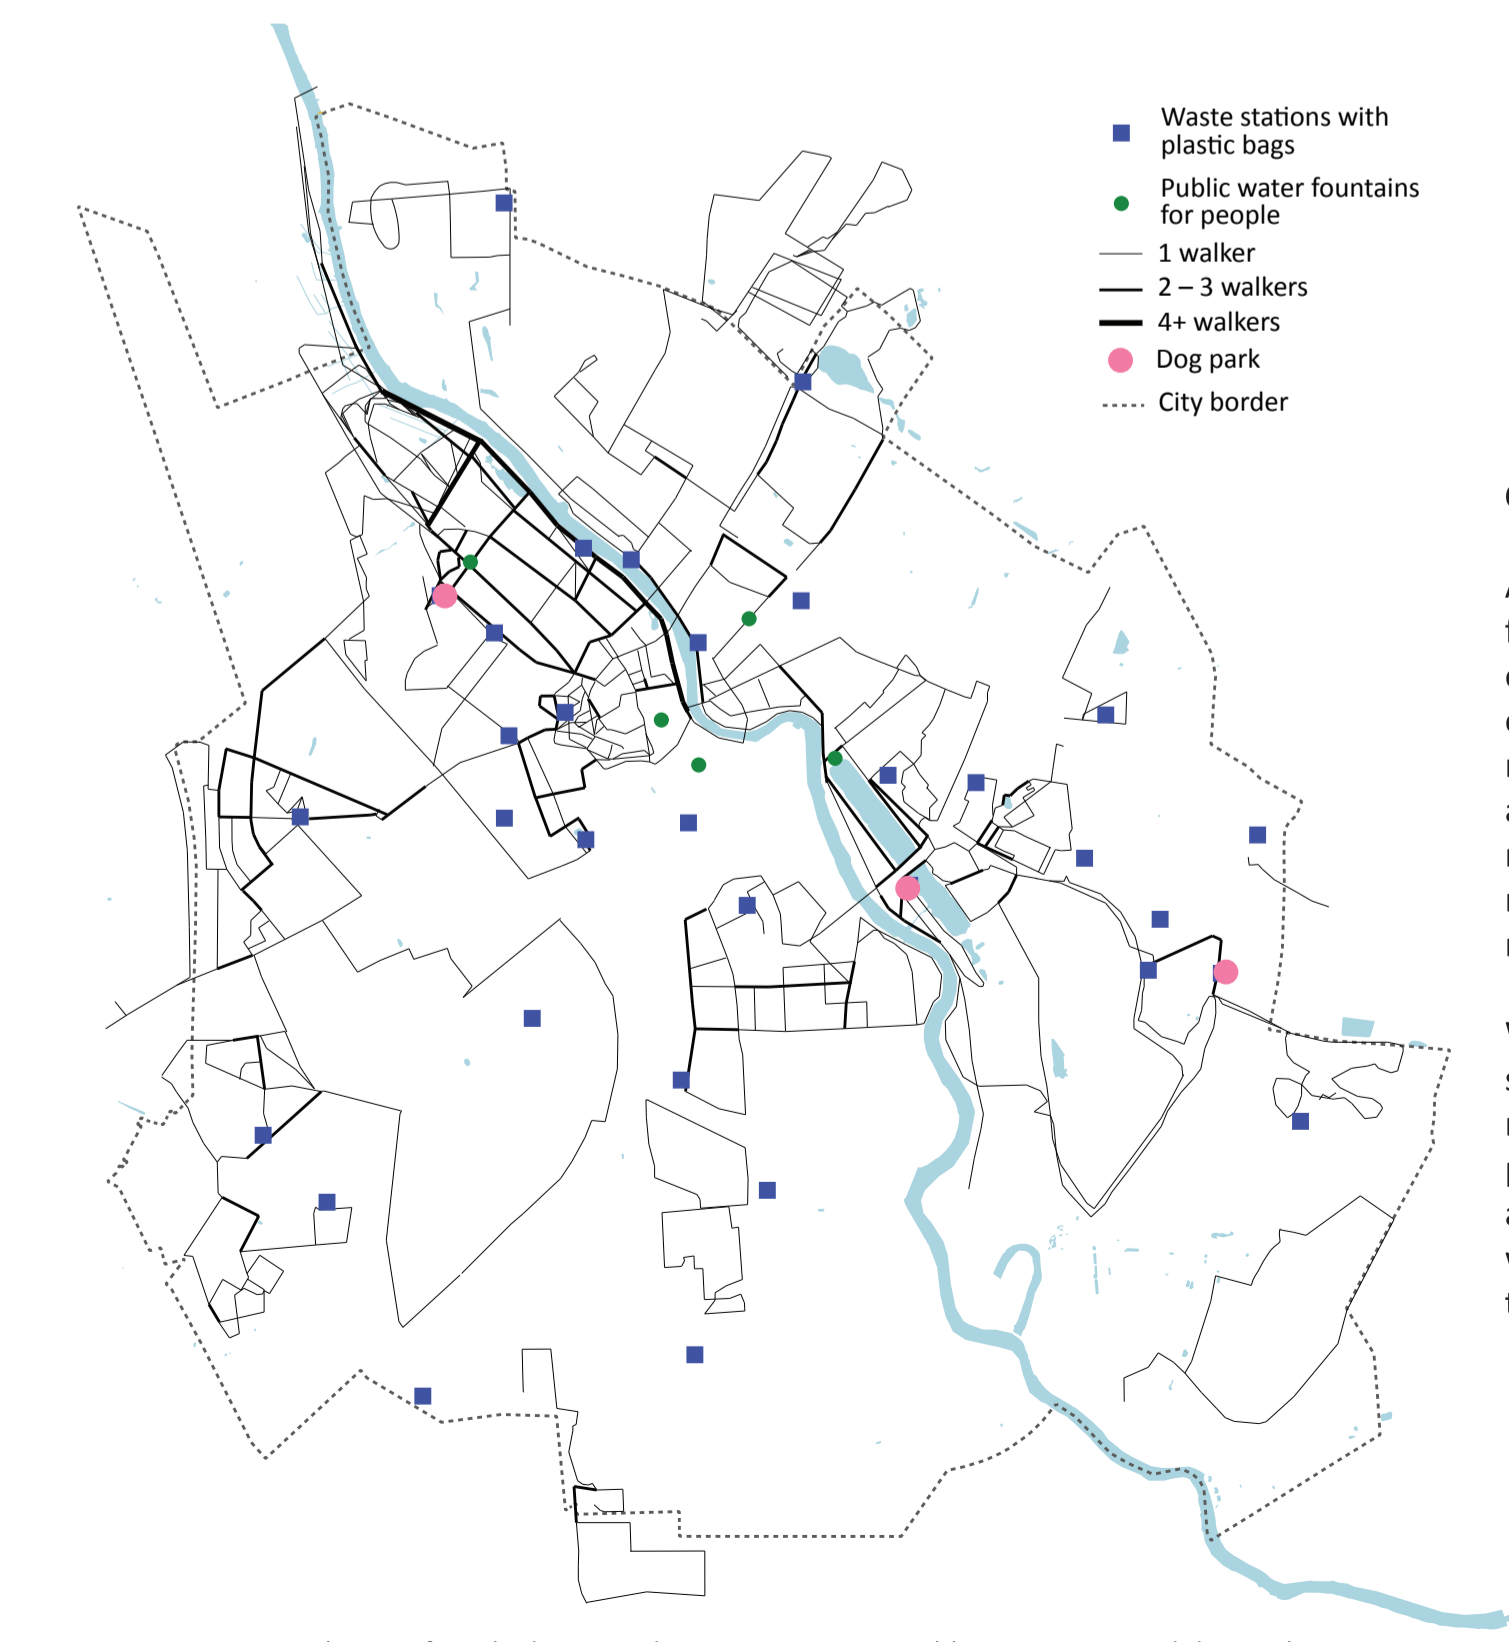 Waste stations with
plastic bags
Public water fountains
for people
1 walker
2 – 3 walkers
4+ walkers
Dog park
City border